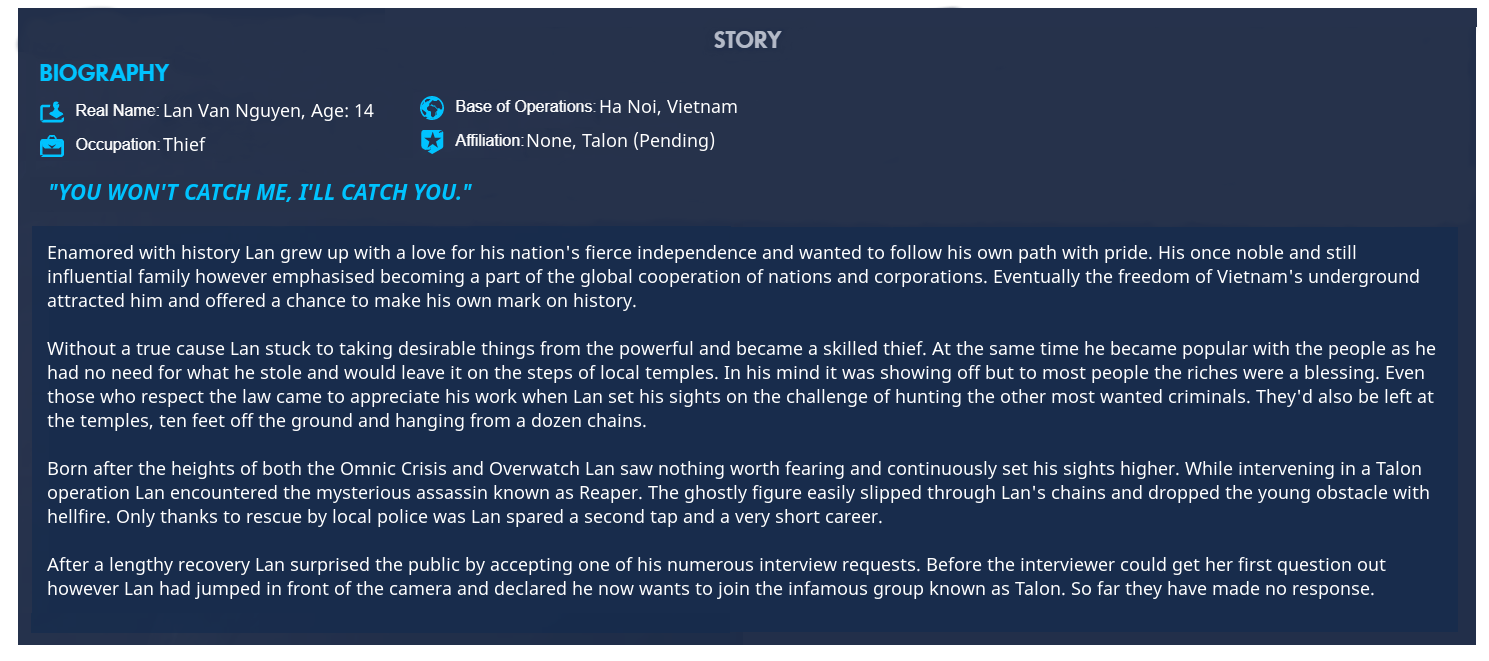 STORY
BIOGRAPHY
Real Name: Lan Van Nguyen, Age: 14
Base of Operations: Ha Noi, Vietnam
Occupation: Thief
Affiliation: None, Talon (Pending)
"YOU WON'T CATCH ME, I'LL CATCH YOU."
Enamored with history Lan grew up with a love for his nation's fierce independence and wanted to follow his own path with pride. His once noble and still
influential family however emphasised becoming a part of the global cooperation of nations and corporations. Eventually the freedom of Vietnam's underground
attracted him and offered a chance to make his own mark on history.
Without a true cause Lan stuck to taking desirable things from the powerful and became a skilled thief. At the same time he became popular with the people as he
had no need for what he stole and would leave it on the steps of local temples. In his mind it was showing off but to most people the riches were a blessing. Even
those who respect the law came to appreciate his work when Lan set his sights on the challenge of hunting the other most wanted criminals. They'd also be left at
the temples, ten feet off the ground and hanging from a dozen chains.
Born after the heights of both the Omnic Crisis and Overwatch Lan saw nothing worth fearing and continuously set his sights higher. While intervening in a Talon
operation Lan encountered the mysterious assassin known as Reaper. The ghostly figure easily slipped through Lan's chains and dropped the young obstacle with
hellfire. Only thanks to rescue by local police was Lan spared a second tap and a very short career.
After a lengthy recovery Lan surprised the public by accepting one of his numerous interview requests. Before the interviewer could get her first question out
however Lan had jumped in front of the camera and declared he now wants to join the infamous group known as Talon. So far they have made no response.